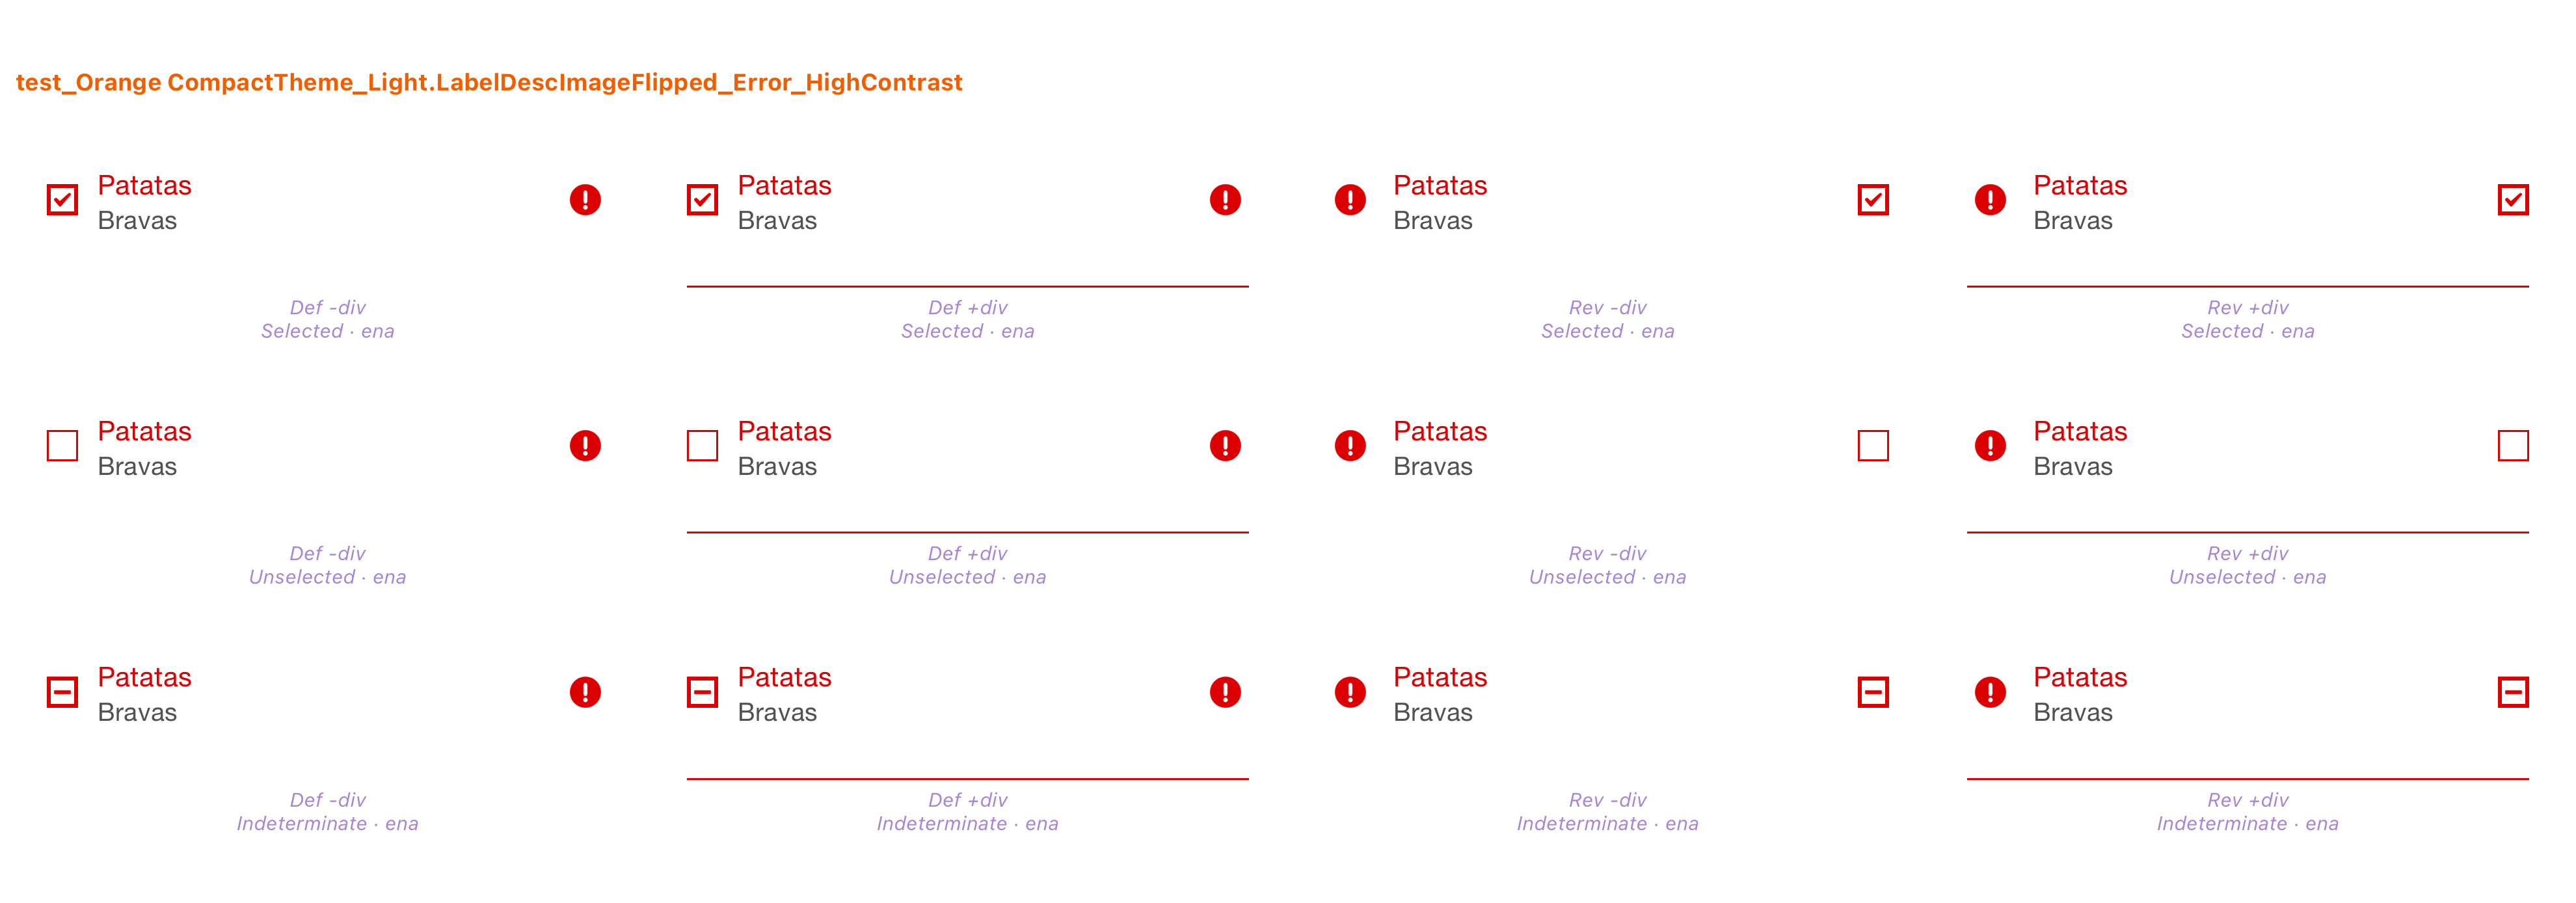 test_Orange CompactTheme_Light.LabelDescImageFlipped_Error_HighContrast
Patatas
Bravas
Def -div
Selected · ena
Patatas
Bravas
Def +div
Selected · ena
Patatas
Bravas
Rev -div
Selected · ena
Patatas
Bravas
Rev +div
Selected · ena
Patatas
Bravas
Def -div
Unselected · ena
Patatas
Bravas
Def +div
Unselected · ena
Patatas
Bravas
Rev -div
Unselected · ena
Patatas
Bravas
Rev +div
Unselected · ena
Patatas
Bravas
Def -div
Indeterminate · ena
Patatas
Bravas
Def +div
Indeterminate · ena
Patatas
Bravas
Rev -div
Indeterminate · ena
Patatas
Bravas
Rev +div
Indeterminate · ena